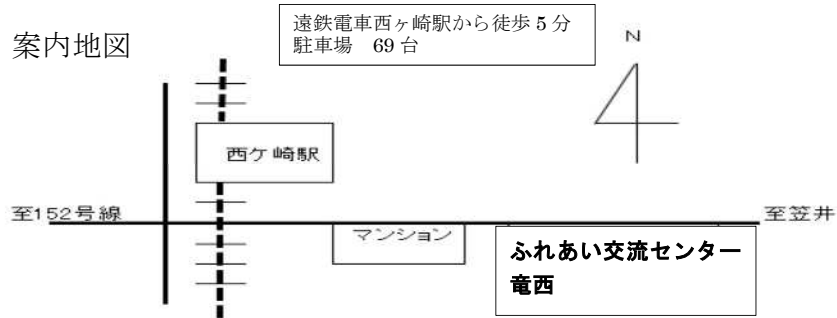 案内地図
遠鉄電車西ヶ崎駅から徒歩 5 分
駐車場　69 台
N
西ケ崎駅
至152号線
至笠井
マンション
ふれあい交流センター
竜西